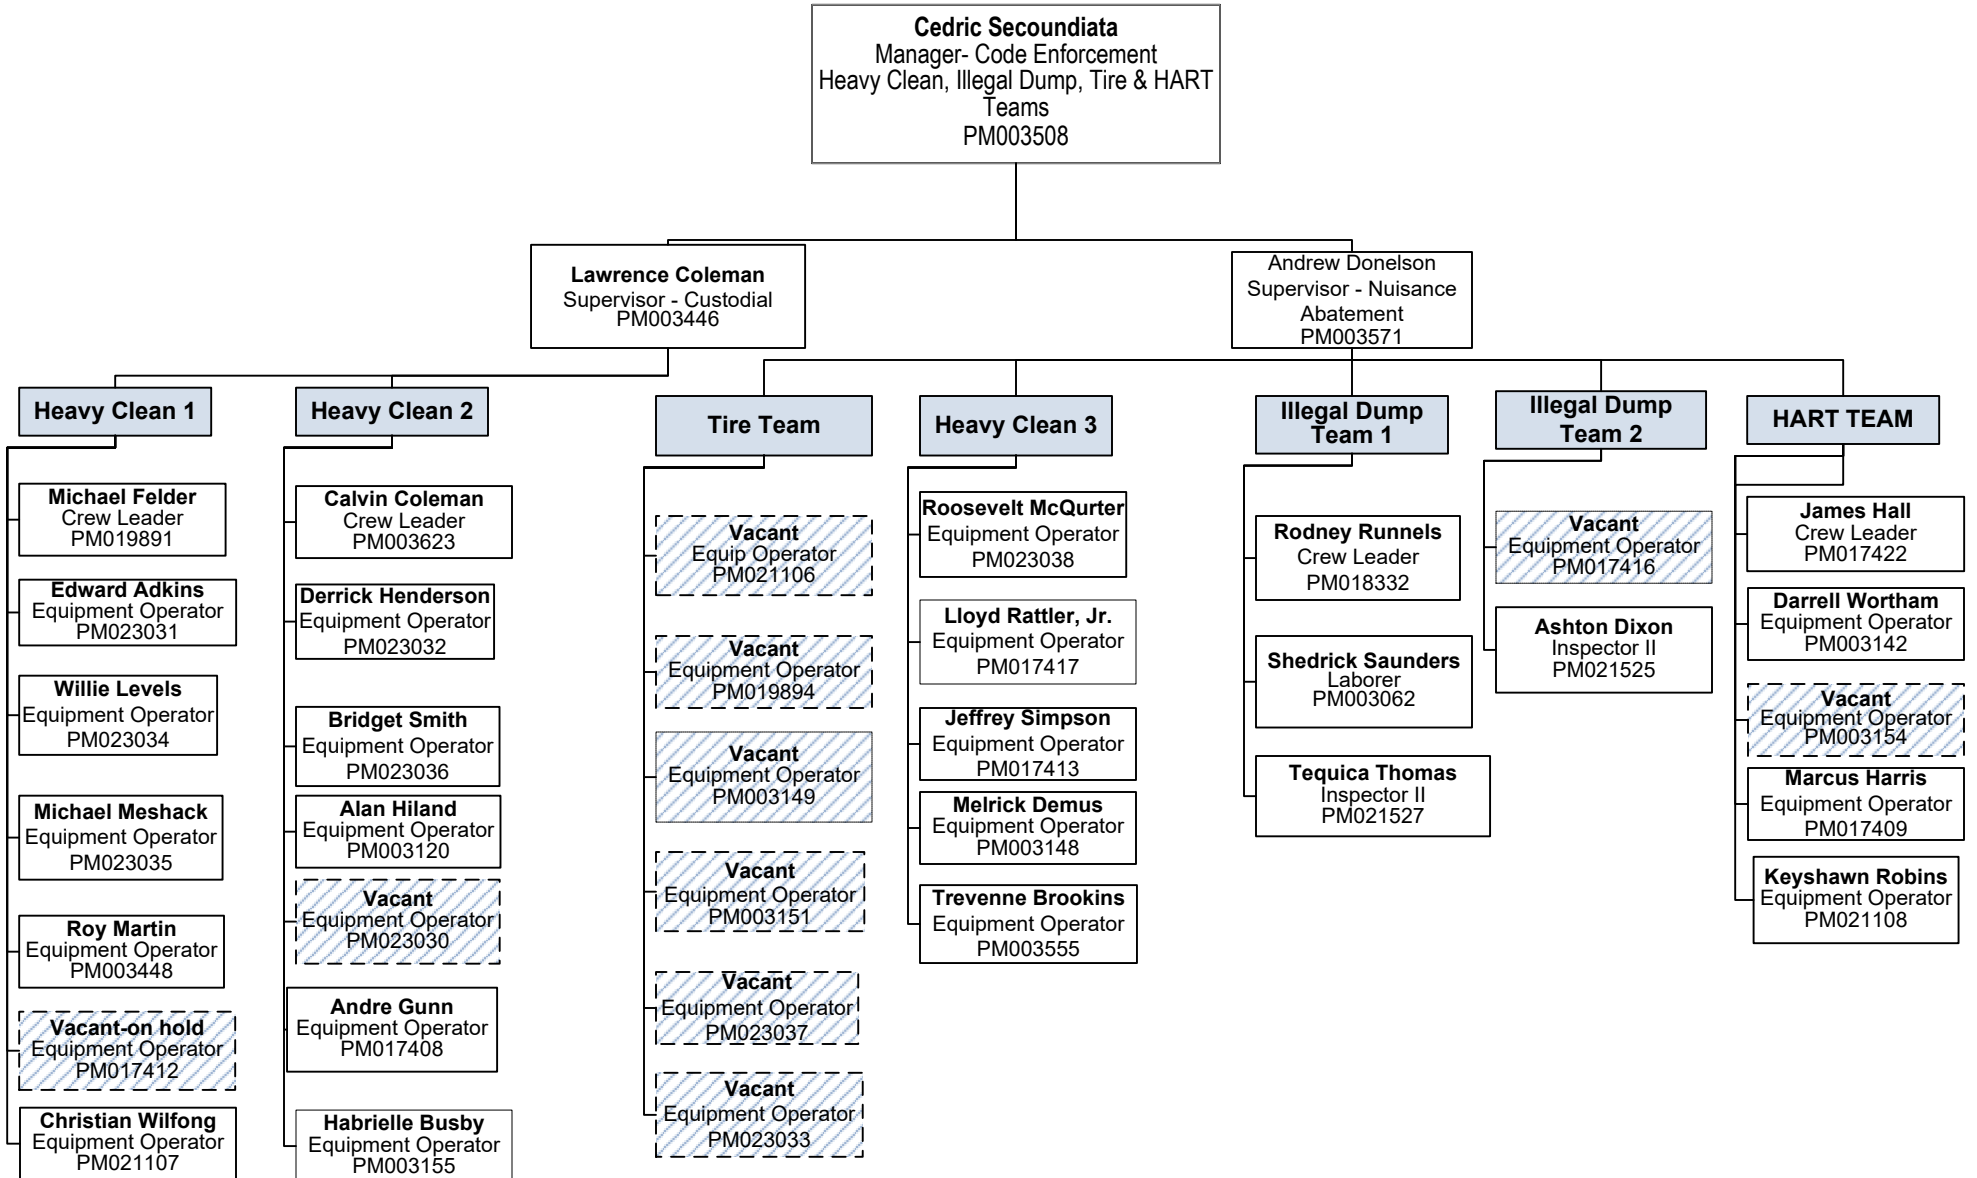 Cedric Secoundiata
Manager- Code Enforcement
Heavy Clean, Illegal Dump, Tire & HART
Teams
PM003508
Lawrence Coleman
Supervisor - Custodial
PM003446
Andrew Donelson
Supervisor - Nuisance
Abatement
PM003571
Heavy Clean 1
Michael Felder
Crew Leader
PM019891
Edward Adkins
Equipment Operator
PM023031
Willie Levels
Equipment Operator
PM023034
Michael Meshack
Equipment Operator
PM023035
Roy Martin
Equipment Operator
PM003448
Vacant-on hold
Equipment Operator
PM017412
Christian Wilfong
Equipment Operator
PM021107
Heavy Clean 2
Calvin Coleman
Crew Leader
PM003623
Derrick Henderson
Equipment Operator
PM023032
Bridget Smith
Equipment Operator
PM023036
Alan Hiland
Equipment Operator
PM003120
Vacant
Equipment Operator
PM023030
Andre Gunn
Equipment Operator
PM017408
Habrielle Busby
Equipment Operator
PM003155
Tire Team
Vacant
Equip Operator
PM021106
Vacant
Equipment Operator
PM019894
Vacant
Equipment Operator
PM003149
Vacant
Equipment Operator
PM003151
Vacant
Equipment Operator
PM023037
Vacant
Equipment Operator
PM023033
Heavy Clean 3
Roosevelt McQurter
Equipment Operator
PM023038
Lloyd Rattler, Jr.
Equipment Operator
PM017417
Jeffrey Simpson
Equipment Operator
PM017413
Melrick Demus
Equipment Operator
PM003148
Trevenne Brookins
Equipment Operator
PM003555
Illegal Dump
Team 1
Rodney Runnels
Crew Leader
PM018332
Shedrick Saunders
Laborer
PM003062
Tequica Thomas
Inspector II
PM021527
Illegal Dump
Team 2
Vacant
Equipment Operator
PM017416
Ashton Dixon
Inspector II
PM021525
HART TEAM
James Hall
Crew Leader
PM017422
Darrell Wortham
Equipment Operator
PM003142
Vacant
Equipment Operator
PM003154
Marcus Harris
Equipment Operator
PM017409
Keyshawn Robins
Equipment Operator
PM021108